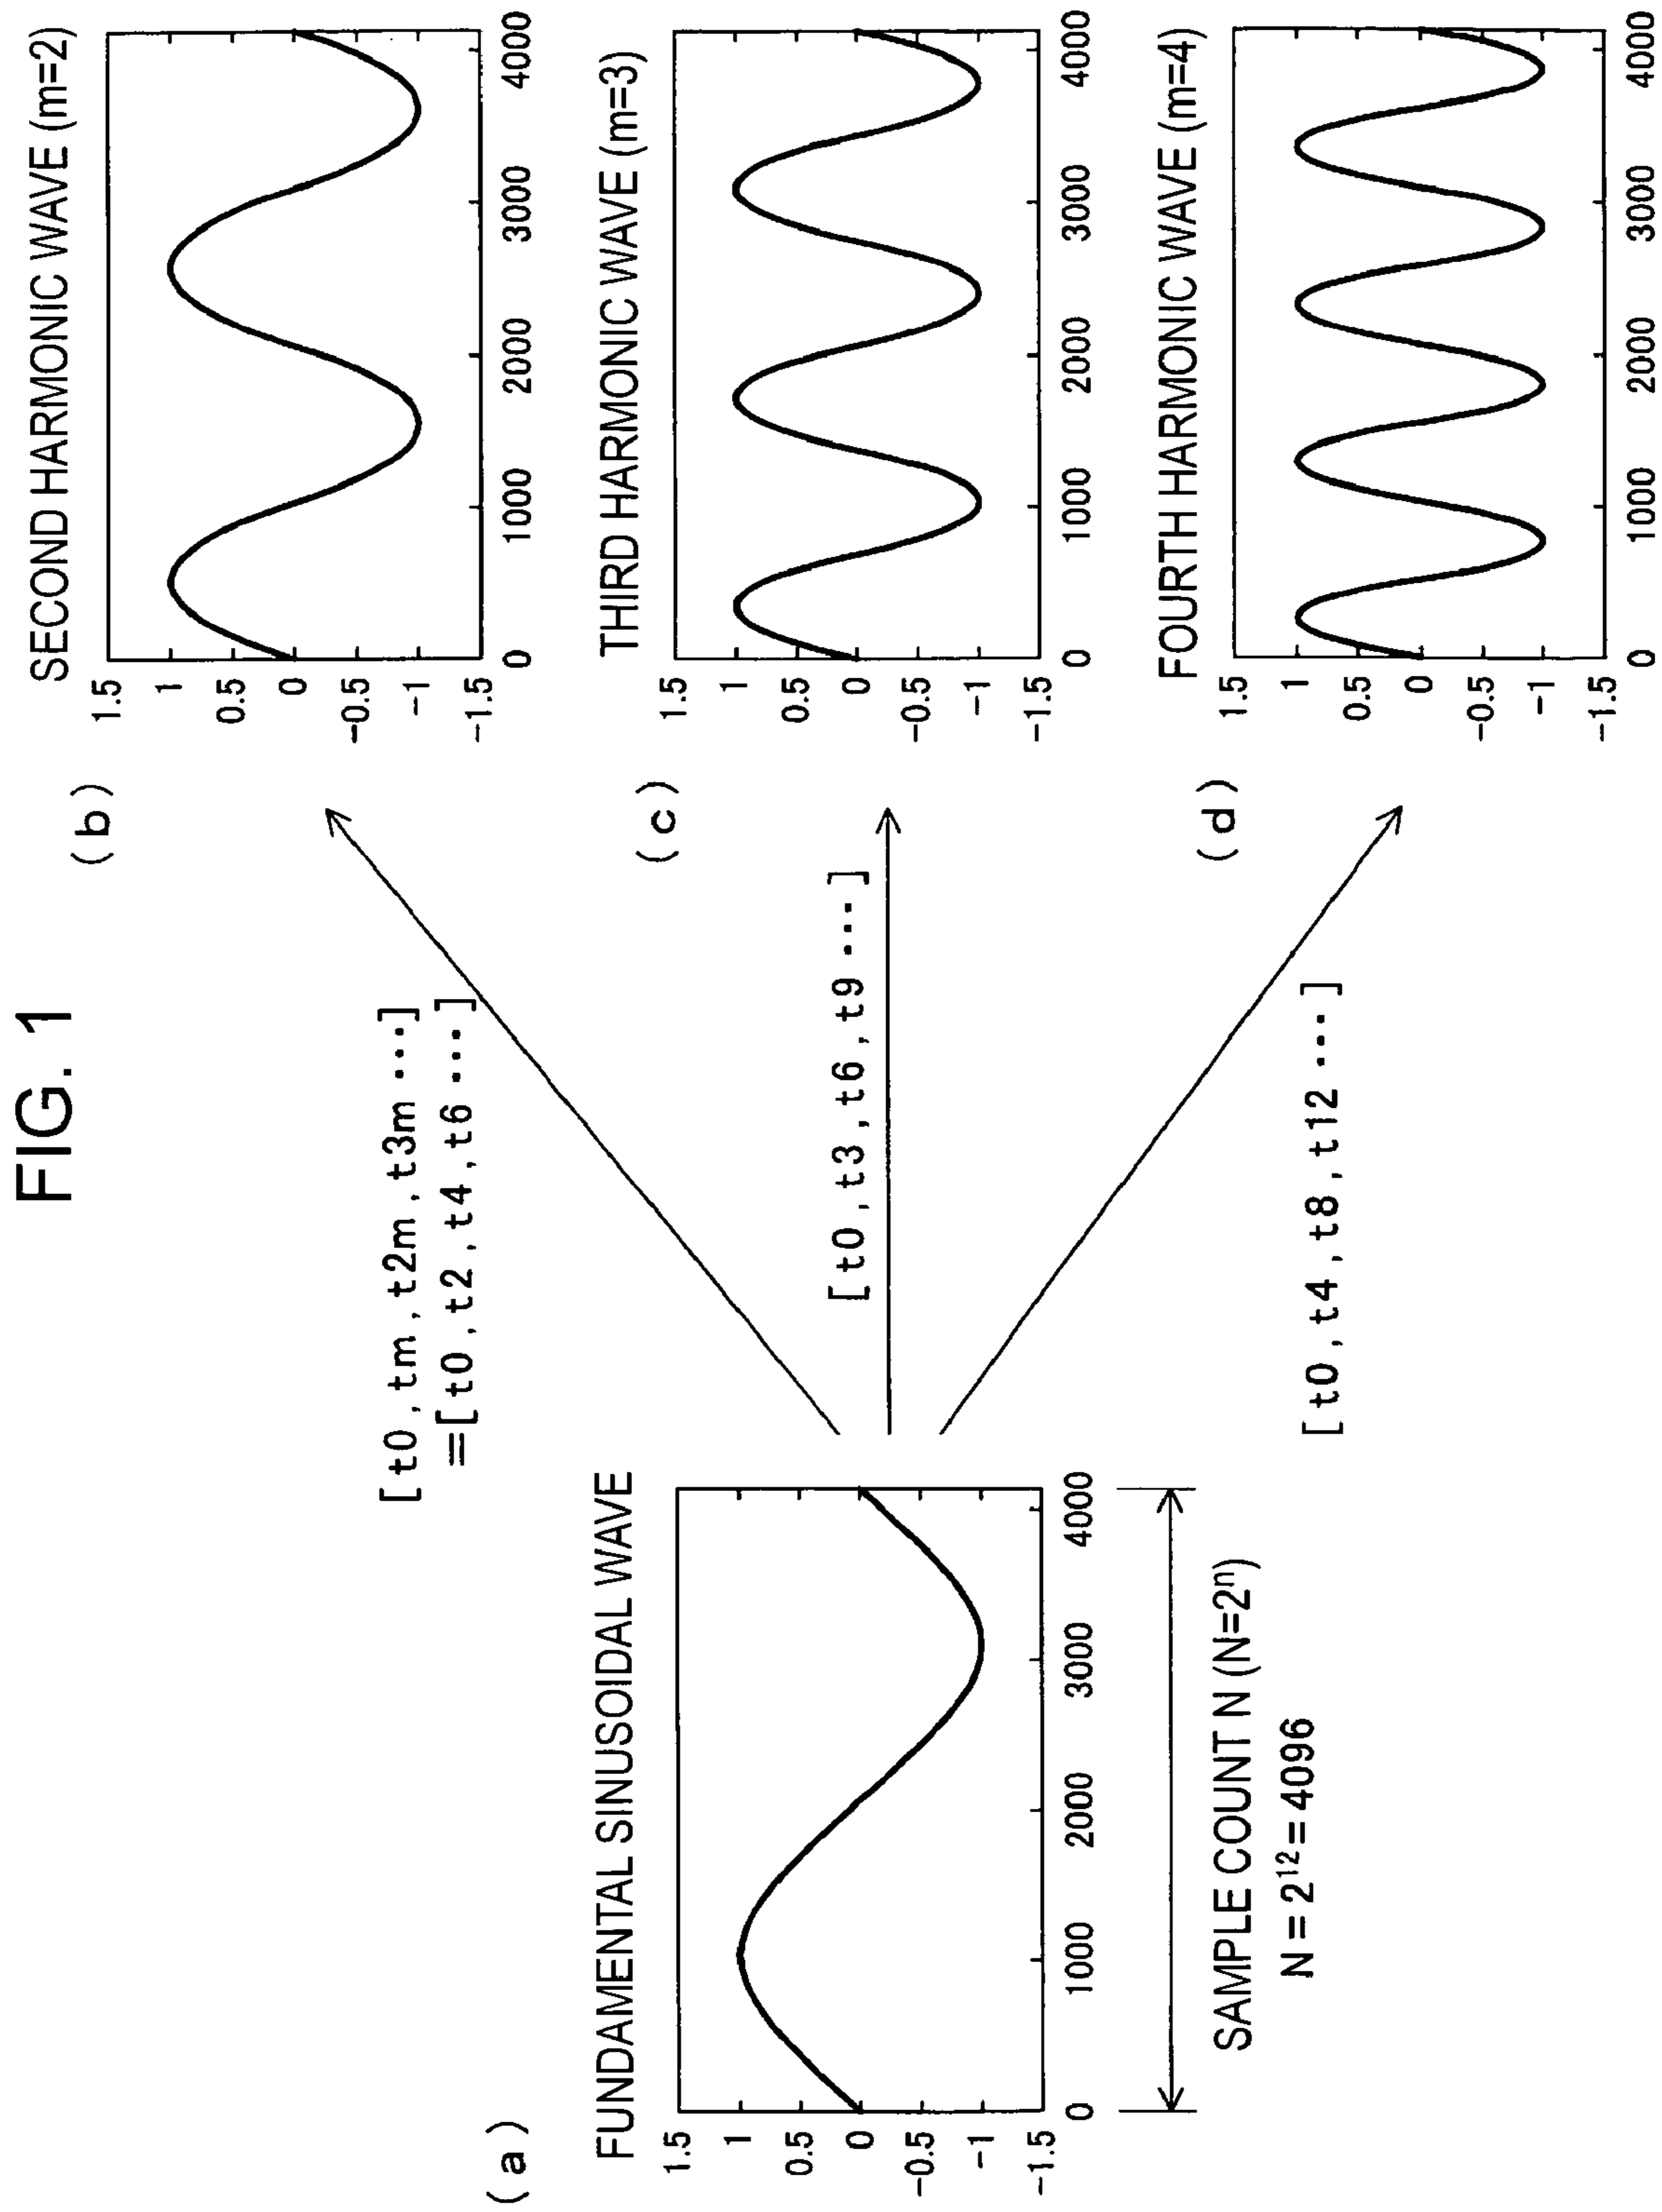 FIG. 1
(a)
FUNDAMENTAL SINUSOIDAL WAVE
1.5
1
0.5
0
-0.5
-1
-1.5
0 1000 2000 3000 4000
SAMPLE COUNT N (N=2ⁿ)
N=2¹²=4096
[t0,tm,t2m,t3m ···]
=[t0,t2,t4,t6 ···]
[t0,t3,t6,t9 ···]
[t0,t4,t8,t12 ···]
(b)
SECOND HARMONIC WAVE (m=2)
1.5
1
0.5
0
-0.5
-1
-1.5
0 1000 2000 3000 4000
(c)
THIRD HARMONIC WAVE (m=3)
1.5
1
0.5
0
-0.5
-1
-1.5
0 1000 2000 3000 4000
(d)
FOURTH HARMONIC WAVE (m=4)
1.5
1
0.5
0
-0.5
-1
-1.5
0 1000 2000 3000 4000